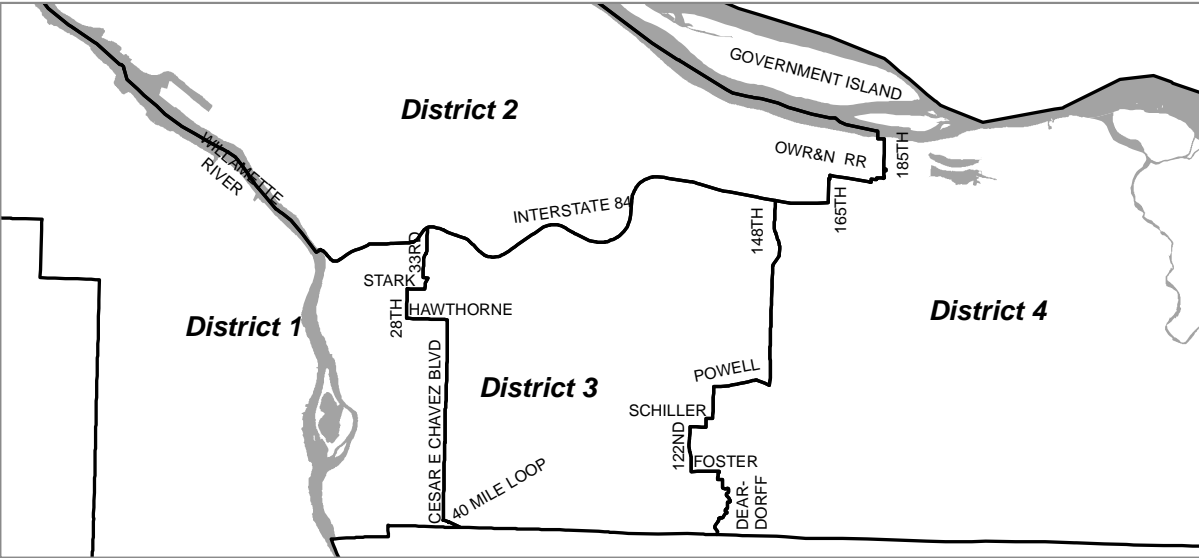 GOVERNMENT ISLAND
District 2
WILLAMETTE
RIVER
OWR&N RR
185TH
165TH
INTERSTATE 84
148TH
33RD
STARK
28TH
HAWTHORNE
District 1
District 4
CESAR E CHAVEZ BLVD
District 3
POWELL
SCHILLER
122ND
FOSTER
40 MILE LOOP
DEAR-
DORFF